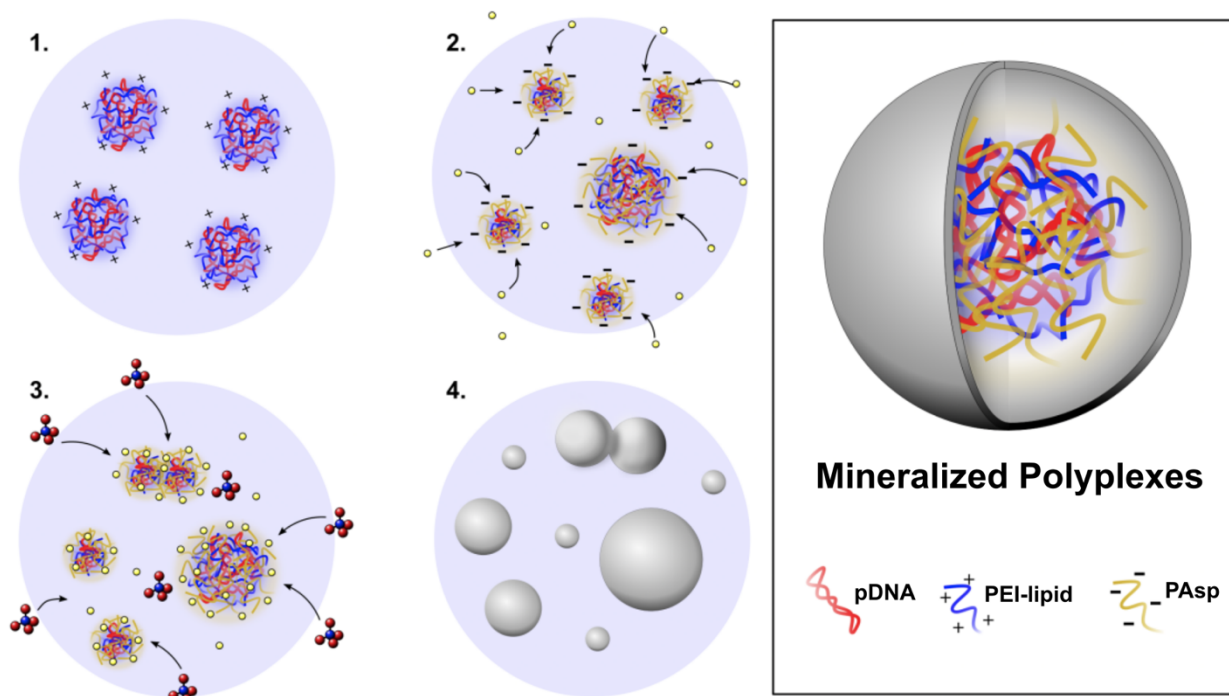 1.
2.
3.
4.
Mineralized Polyplexes
pDNA
PEI-lipid
PAsp